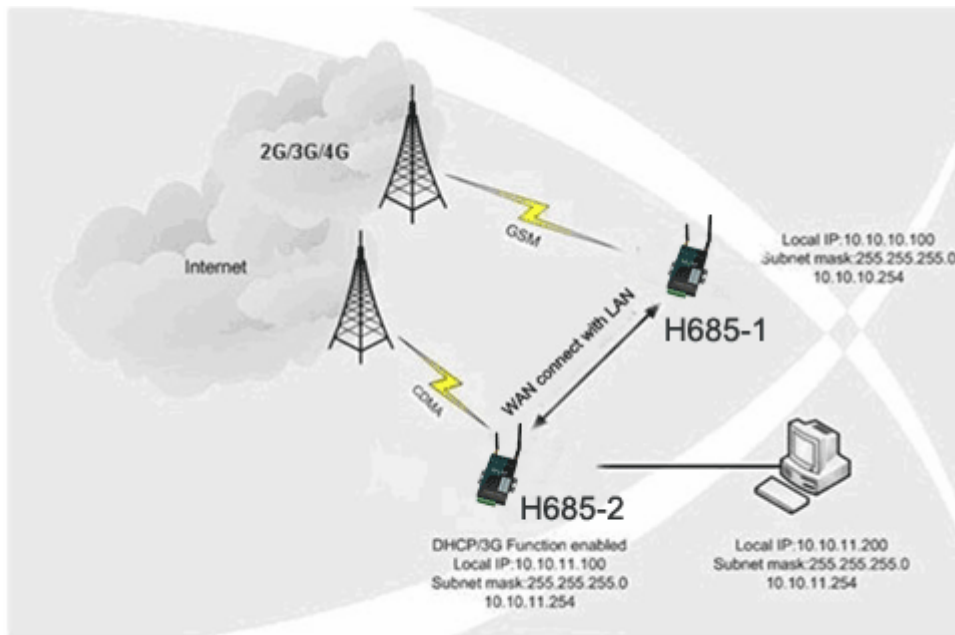 2G/3G/4G
Internet
GSM
CDMA
WAN connect with LAN
Local IP:10.10.10.100
Subnet mask:255.255.255.0
10.10.10.254
H685-1
H685-2
DHCP/3G Function enabled
Local IP:10.10.11.100
Subnet mask:255.255.255.0
10.10.11.254
Local IP:10.10.11.200
Subnet mask:255.255.255.0
10.10.11.254